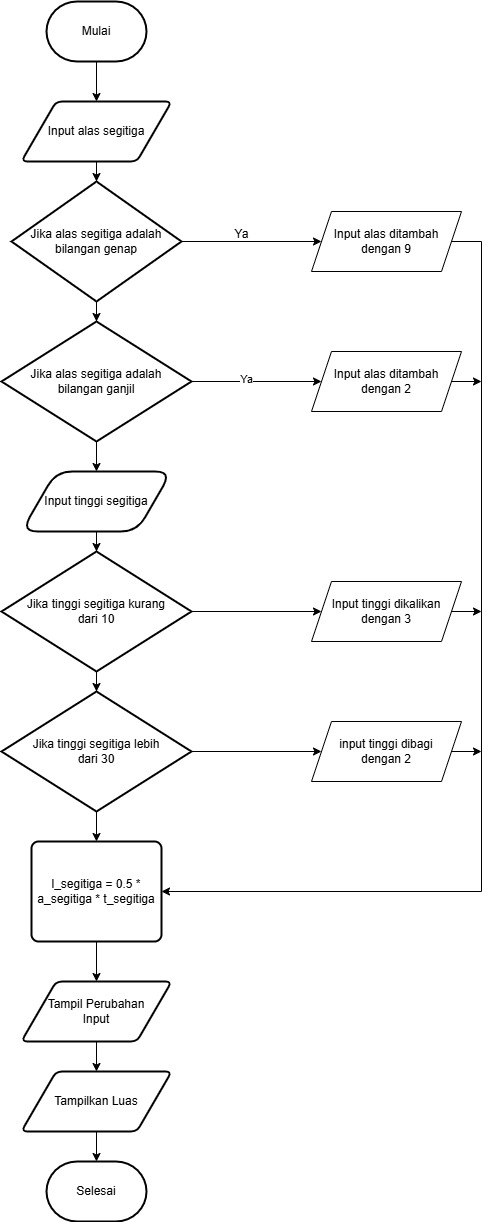 Mulai
Input alas segitiga
Jika alas segitiga adalah
bilangan genap
Ya
Input alas ditambah
dengan 9
Jika alas segitiga adalah
bilangan ganjil
Ya
Input alas ditambah
dengan 2
Input tinggi segitiga
Jika tinggi segitiga kurang
dari 10
Input tinggi dikalikan
dengan 3
Jika tinggi segitiga lebih
dari 30
input tinggi dibagi
dengan 2
l_segitiga = 0.5 *
a_segitiga * t_segitiga
Tampil Perubahan
Input
Tampilkan Luas
Selesai